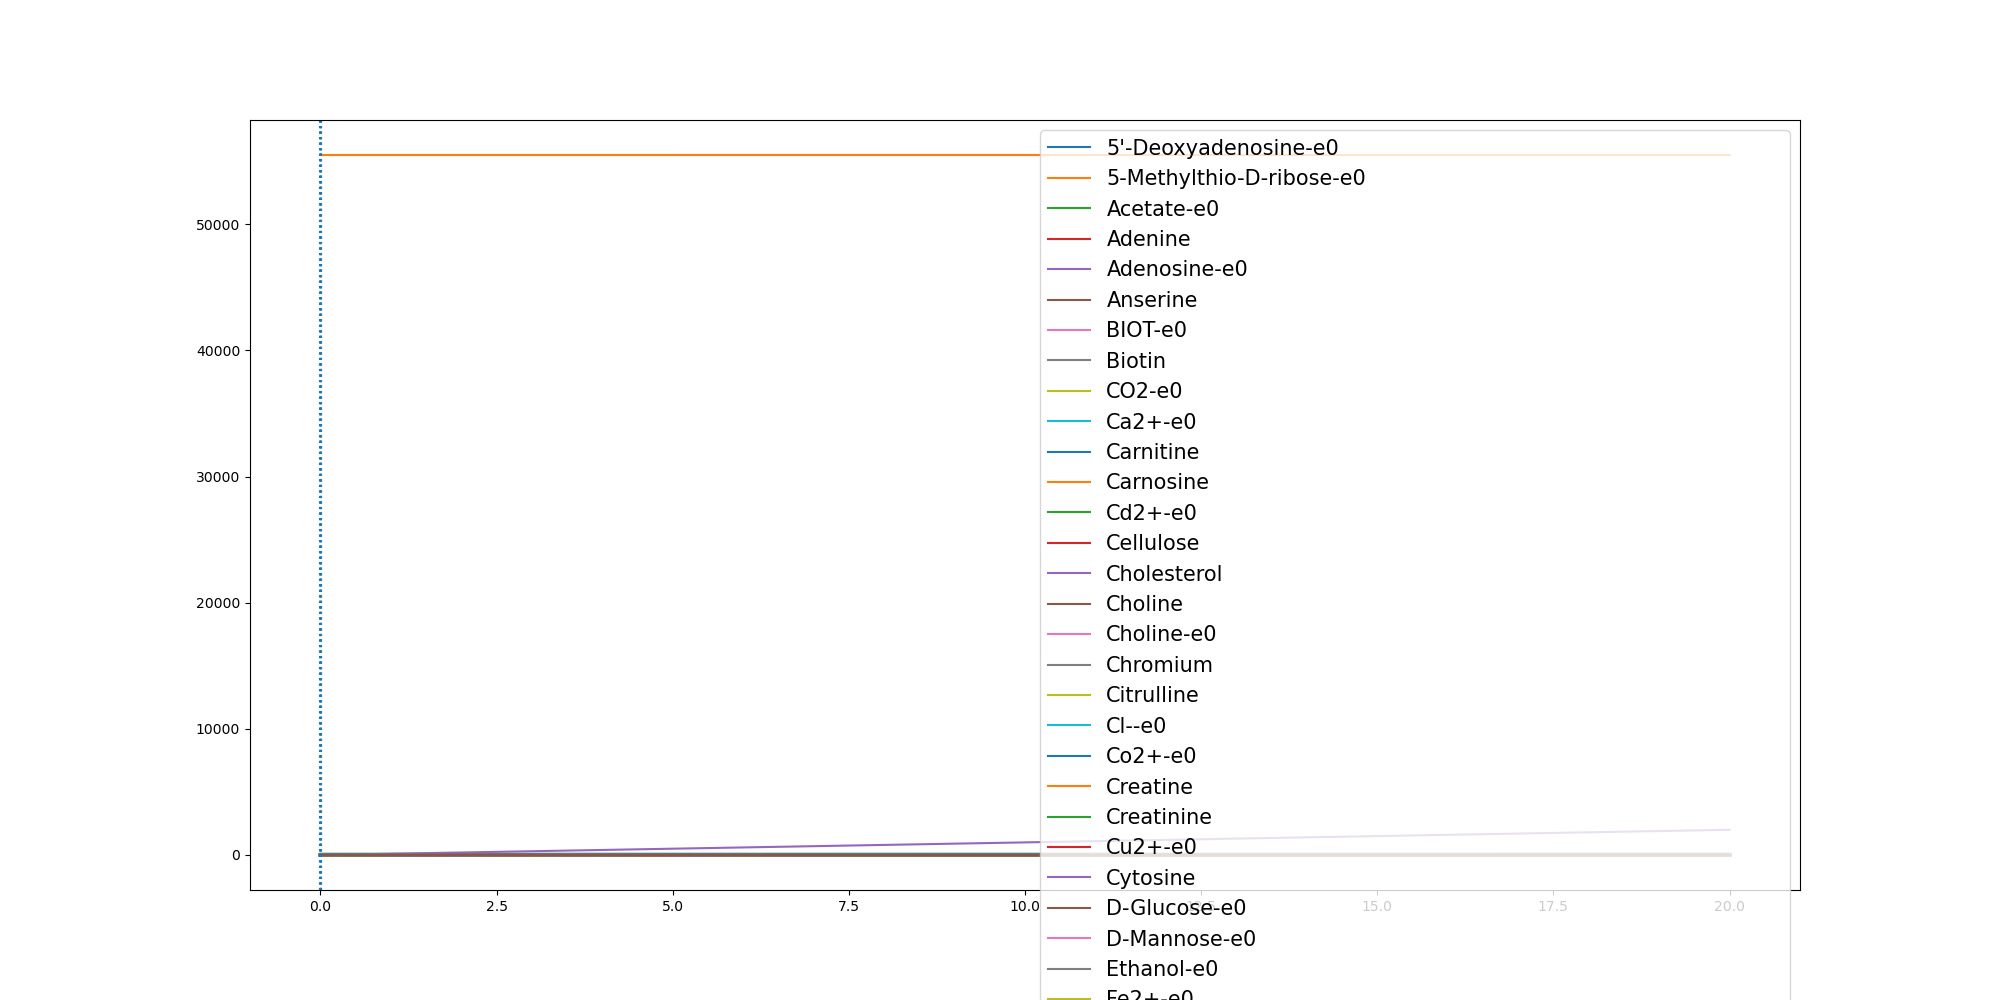 50000
40000
30000
20000
10000
0
0.0 2.5 5.0 7.5 10.0 15.0 17.5 20.0
5'-Deoxyadenosine-e0
5-Methylthio-D-ribose-e0
Acetate-e0
Adenine
Adenosine-e0
Anserine
BIOT-e0
Biotin
CO2-e0
Ca2+-e0
Carnitine
Carnosine
Cd2+-e0
Cellulose
Cholesterol
Choline
Choline-e0
Chromium
Citrulline
Cl--e0
Co2+-e0
Creatine
Creatinine
Cu2+-e0
Cytosine
D-Glucose-e0
D-Mannose-e0
Ethanol-e0
Fe2+-e0